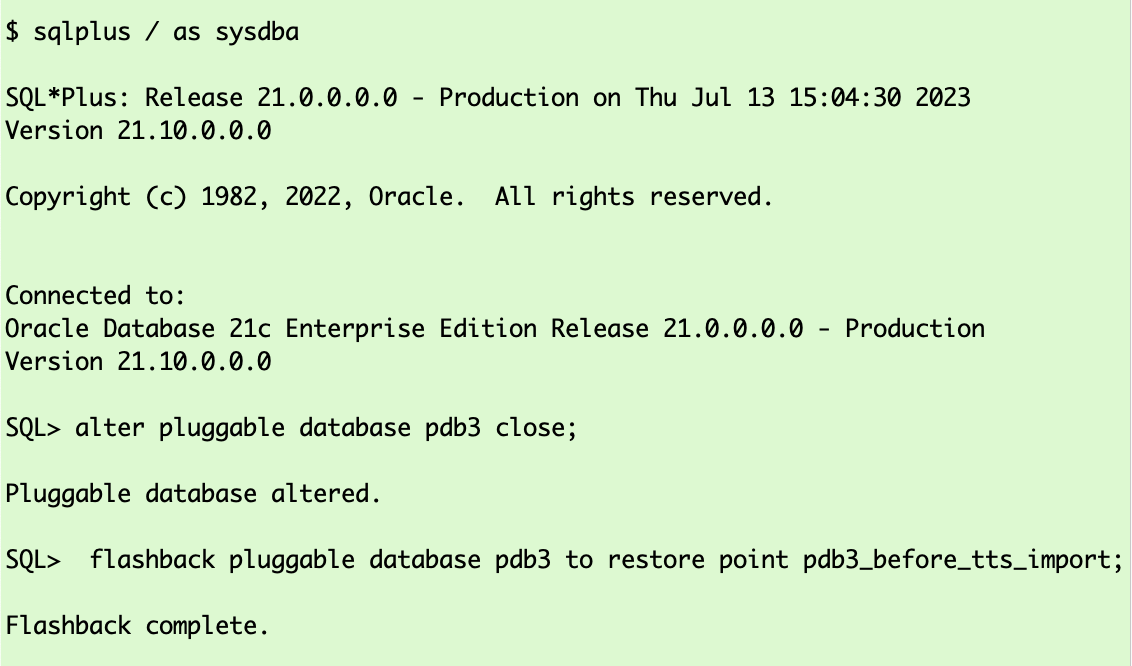 $ sqlplus / as sysdba
SQL*Plus: Release 21.0.0.0.0 - Production on Thu Jul 13 15:04:30 2023
Version 21.10.0.0.0
Copyright (c) 1982, 2022, Oracle.  All rights reserved.
Connected to:
Oracle Database 21c Enterprise Edition Release 21.0.0.0.0 - Production
Version 21.10.0.0.0
SQL> alter pluggable database pdb3 close;
Pluggable database altered.
SQL>  flashback pluggable database pdb3 to restore point pdb3_before_tts_import;
Flashback complete.